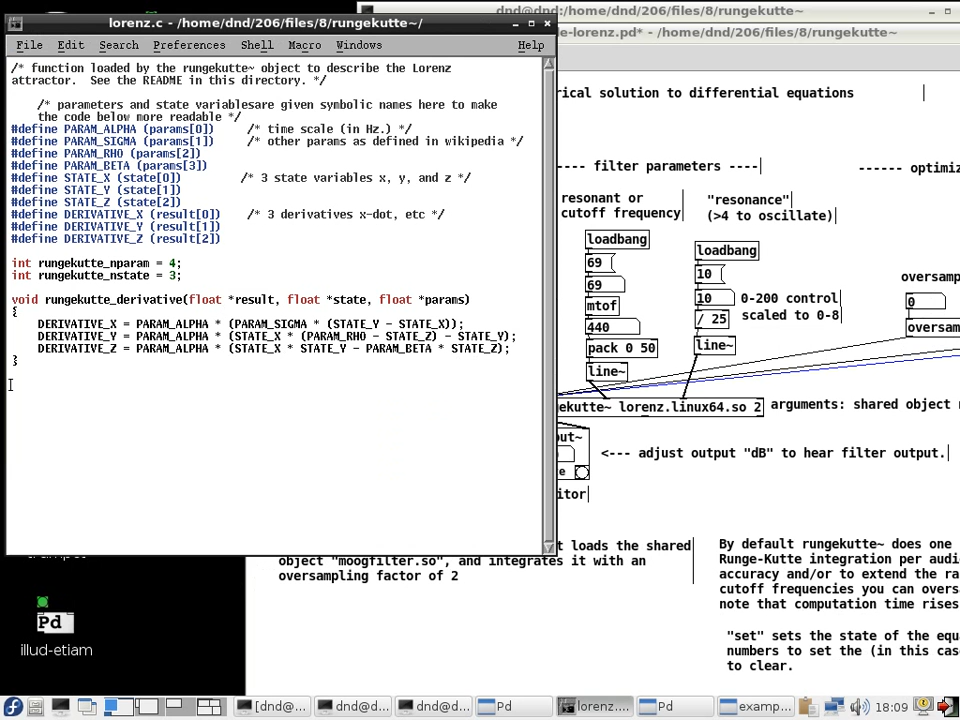 lorenz.c - /home/dnd/206/files/8/rungekutte~/
dnd@dnd:/home/dnd/206/files/8/rungekutte~
e-lorenz.pd* - /home/dnd/206/files/8/rungekutte~
File Edit Search Preferences Shell Macro Windows Help
/* function loaded by the rungekutte~ object to describe the Lorenz
attractor.  See the README in this directory. */
/* parameters and state variablesare given symbolic names here to make
the code below more readable */
#define PARAM_ALPHA (params[0])     /* time scale (in Hz.) */
#define PARAM_SIGMA (params[1])     /* other params as defined in wikipedia */
#define PARAM_RHO (params[2])
#define PARAM_BETA (params[3])
#define STATE_X (state[0])          /* 3 state variables x, y, and z */
#define STATE_Y (state[1])
#define STATE_Z (state[2])
#define DERIVATIVE_X (result[0])    /* 3 derivatives x-dot, etc */
#define DERIVATIVE_Y (result[1])
#define DERIVATIVE_Z (result[2])
int rungekutte_nparam = 4;
int rungekutte_nstate = 3;
void rungekutte_derivative(float *result, float *state, float *params)
{
DERIVATIVE_X = PARAM_ALPHA * (PARAM_SIGMA * (STATE_Y - STATE_X));
DERIVATIVE_Y = PARAM_ALPHA * (STATE_X * (PARAM_RHO - STATE_Z) - STATE_Y);
DERIVATIVE_Z = PARAM_ALPHA * (STATE_X * STATE_Y - PARAM_BETA * STATE_Z);
}
rical solution to differential equations
---- filter parameters ----
------ optimiz
resonant or
cutoff frequency
"resonance"
(>4 to oscillate)
loadbang
69
69
mtof
440
pack 0 50
line~
loadbang
10
10
/ 25
line~
0-200 control
scaled to 0-8
oversamp
0
oversam
ekutte~ lorenz.linux64.so 2
arguments: shared object n
put~
<--- adjust output "dB" to hear filter output.
e
itor
t loads the shared
object "moogfilter.so", and integrates it with an
oversampling factor of 2
By default rungekutte~ does one
Runge-Kutte integration per audi
accuracy and/or to extend the ra
cutoff frequencies you can overs
note that computation time rises
"set" sets the state of the equa
numbers to set the (in this cas
to clear.
Pd
illud-etiam
[dnd@...
dnd@d...
dnd@d...
Pd
lorenz....
Pd
examp...
18:09